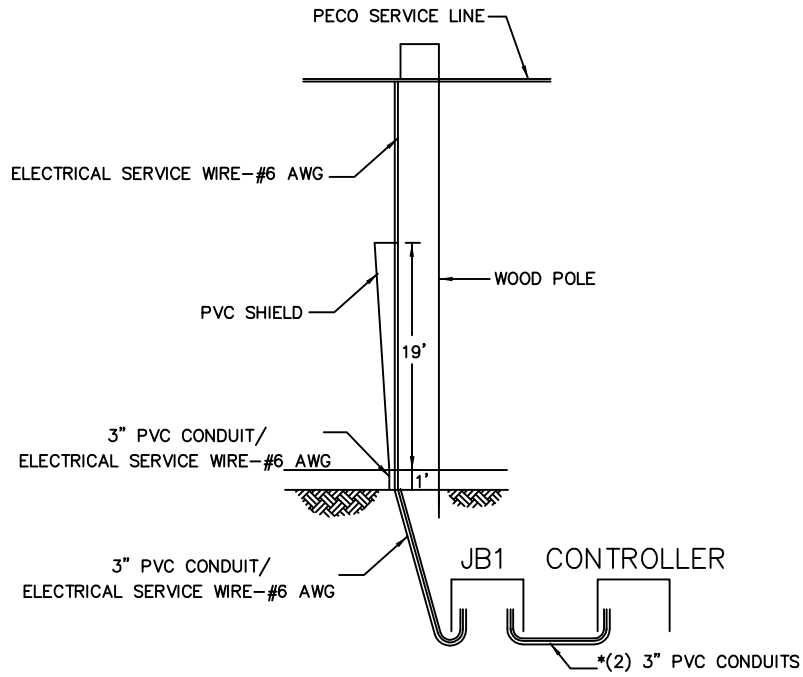 PECO SERVICE LINE
ELECTRICAL SERVICE WIRE-#6 AWG
WOOD POLE
PVC SHIELD
19'
3" PVC CONDUIT/
ELECTRICAL SERVICE WIRE-#6 AWG
1'
3" PVC CONDUIT/
ELECTRICAL SERVICE WIRE-#6 AWG
JB1
CONTROLLER
*(2) 3" PVC CONDUITS